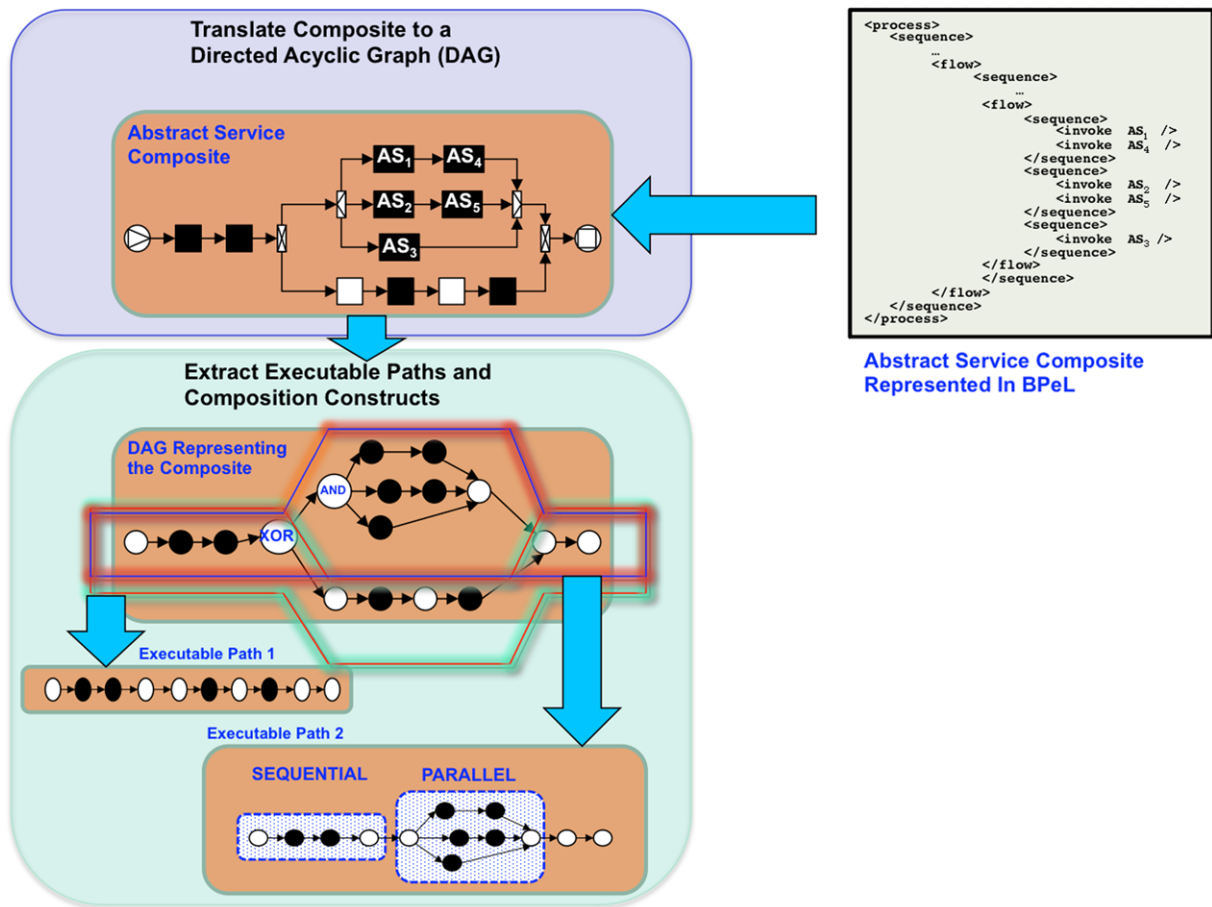 Translate Composite to a
Directed Acyclic Graph (DAG)
Abstract Service
Composite
AS1
AS4
AS2
AS5
AS3
<process>
<sequence>
…
<flow>
<sequence>
…
<flow>
<sequence>
<invoke AS1 />
<invoke AS4 />
</sequence>
<sequence>
<invoke AS2 />
<invoke AS5 />
</sequence>
<sequence>
<invoke AS3 />
</sequence>
</flow>
</sequence>
</flow>
</sequence>
</process>
Abstract Service Composite
Represented In BPeL
Extract Executable Paths and
Composition Constructs
DAG Representing
the Composite
AND
XOR
Executable Path 1
Executable Path 2
SEQUENTIAL
PARALLEL